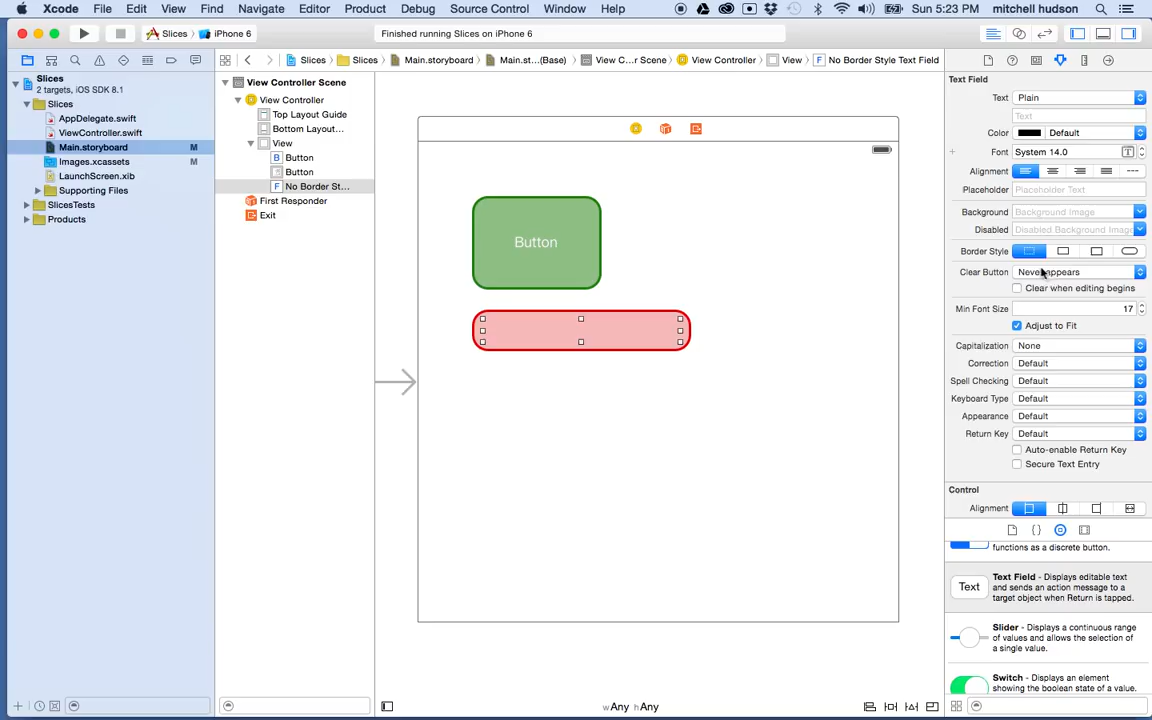 Xcode File Edit View Find Navigate Editor Product Debug Source Control Window Help Sun 5:23 PM mitchell hudson
Slices iPhone 6 Finished running Slices on iPhone 6
Slices Slices Main.storyboard Main.st...(Base) View C...r Scene View Controller View No Border Style Text Field
Slices
2 targets, iOS SDK 8.1
Slices
AppDelegate.swift
ViewController.swift
Main.storyboard M
Images.xcassets M
LaunchScreen.xib
Supporting Files
SlicesTests
Products
View Controller Scene
View Controller
Top Layout Guide
Bottom Layout...
View
B Button
Button
F No Border St...
First Responder
Exit
Button
wAny hAny
Text Field
Text Plain
Text
Color Default
Font System 14.0
Alignment
Placeholder Placeholder Text
Background Background Image
Disabled Disabled Background Image
Border Style
Clear Button Never appears
Clear when editing begins
Min Font Size 17
Adjust to Fit
Capitalization None
Correction Default
Spell Checking Default
Keyboard Type Default
Appearance Default
Return Key Default
Auto-enable Return Key
Secure Text Entry
Control
Alignment
functions as a discrete button.
Text
Text Field - Displays editable text
and sends an action message to a
target object when Return is tapped.
Slider - Displays a continuous range
of values and allows the selection of
a single value.
Switch - Displays an element
showing the boolean state of a value.